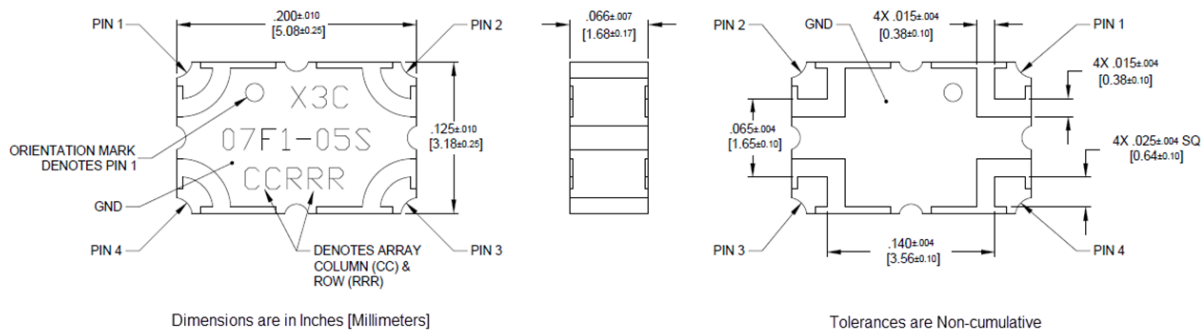 PIN 1
.200±.010
[5.08±0.25]
PIN 2
X3C
07F1-05S
CCRRR
ORIENTATION MARK
DENOTES PIN 1
GND
PIN 4
DENOTES ARRAY
COLUMN (CC) &
ROW (RRR)
PIN 3
.125±.010
[3.18±0.25]
.066±.007
[1.68±0.17]
PIN 2
GND
4X .015±.004
[0.38±0.10]
PIN 1
4X .015±.004
[0.38±0.10]
.065±.004
[1.65±0.10]
4X .025±.004 SQ
[0.64±0.10]
PIN 3
.140±.004
[3.56±0.10]
PIN 4
Dimensions are in Inches [Millimeters]
Tolerances are Non-cumulative